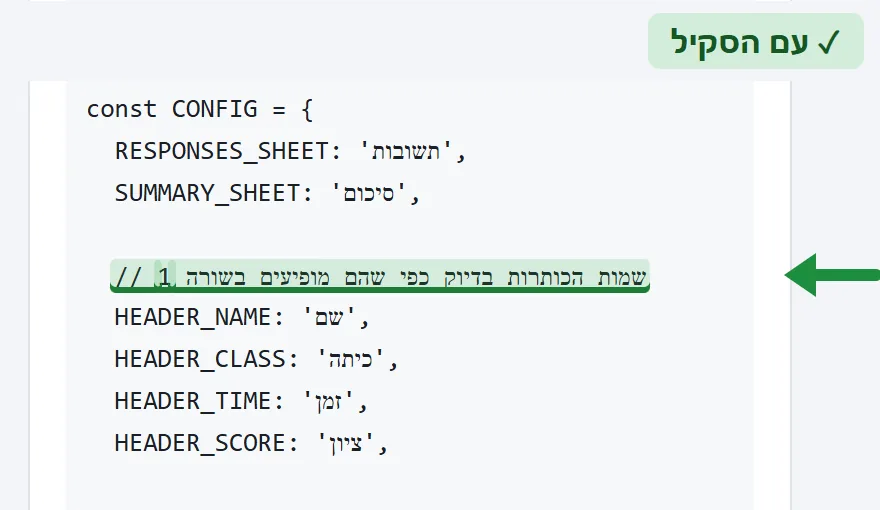 ✓ עם הסקיל
const CONFIG = {
  RESPONSES_SHEET: 'תשובות',
  SUMMARY_SHEET: 'סיכום',
  // שמות הכותרות בדיוק כפי שהם מופיעים בשורה 1
  HEADER_NAME: 'שם',
  HEADER_CLASS: 'כיתה',
  HEADER_TIME: 'זמן',
  HEADER_SCORE: 'ציון',